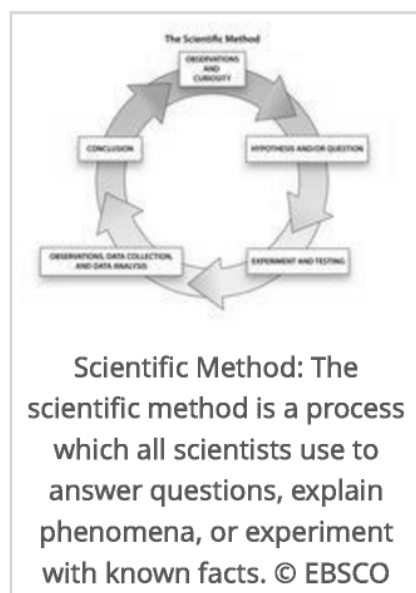 The Scientific Method
OBSERVATIONS
AND
CURIOSITY
CONCLUSION
HYPOTHESIS AND/OR QUESTION
OBSERVATIONS, DATA COLLECTION,
AND DATA ANALYSIS
EXPERIMENT AND TESTING
Scientific Method: The
scientific method is a process
which all scientists use to
answer questions, explain
phenomena, or experiment
with known facts. © EBSCO